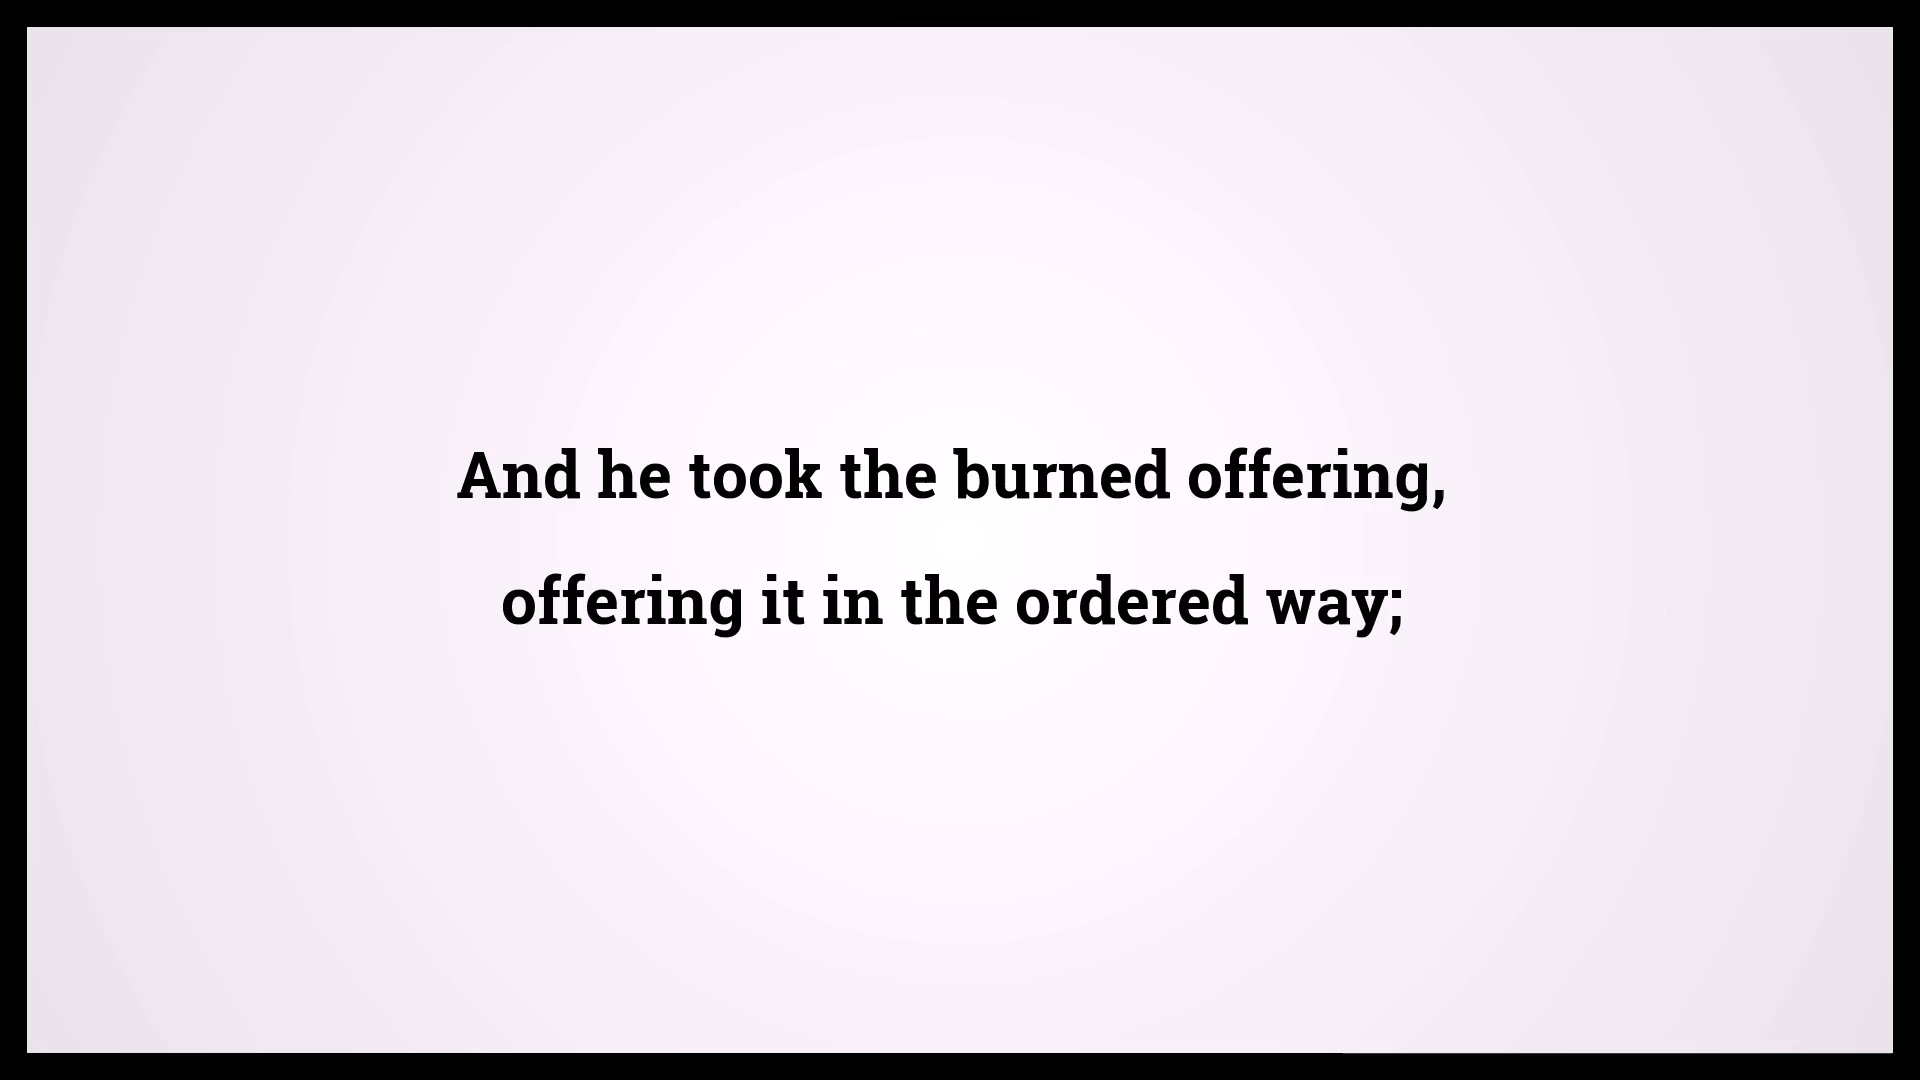 And he took the burned offering,
offering it in the ordered way;